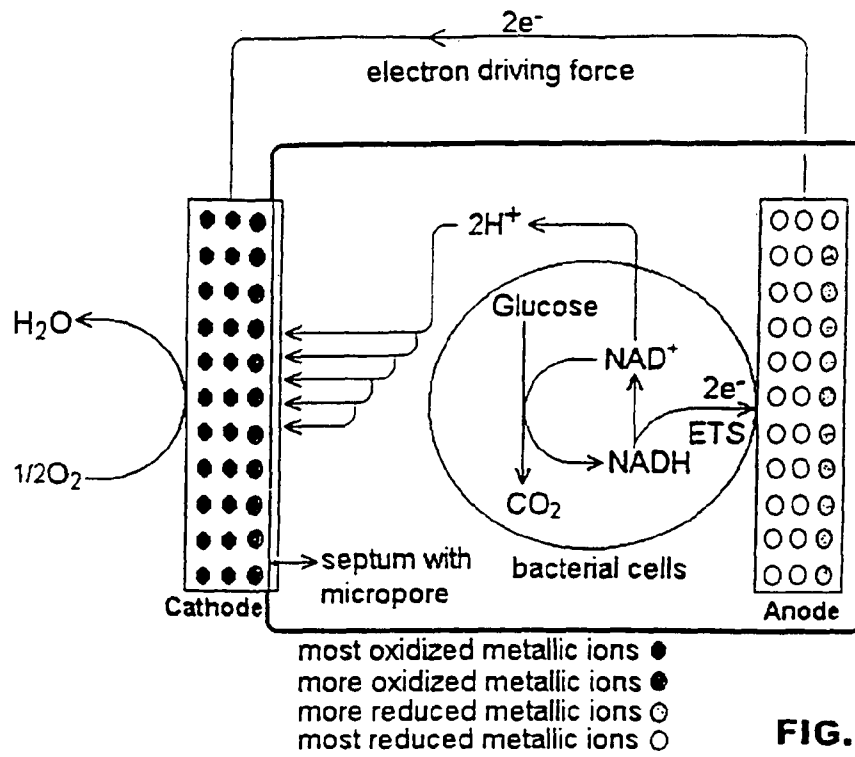 2e⁻
electron driving force
2H⁺
Glucose
H₂O
NAD⁺
2e⁻
ETS
NADH
1/2O₂
CO₂
septum with
micropore
bacterial cells
Cathode
Anode
most oxidized metallic ions
more oxidized metallic ions
more reduced metallic ions
most reduced metallic ions
FIG.